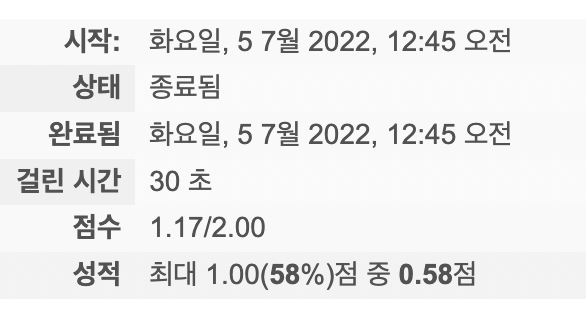 시작: 화요일, 5 7월 2022, 12:45 오전
상태 종료됨
완료됨 화요일, 5 7월 2022, 12:45 오전
걸린 시간 30 초
점수 1.17/2.00
성적 최대 1.00(58%)점 중 0.58점